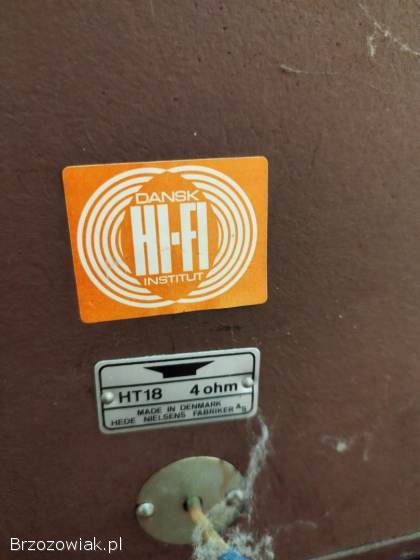 DANSK
HI-FI
INSTITUT
HT18 4 ohm
MADE IN DENMARK
HEDE NIELSENS FABRIKER A/S
Brzozowiak.pl